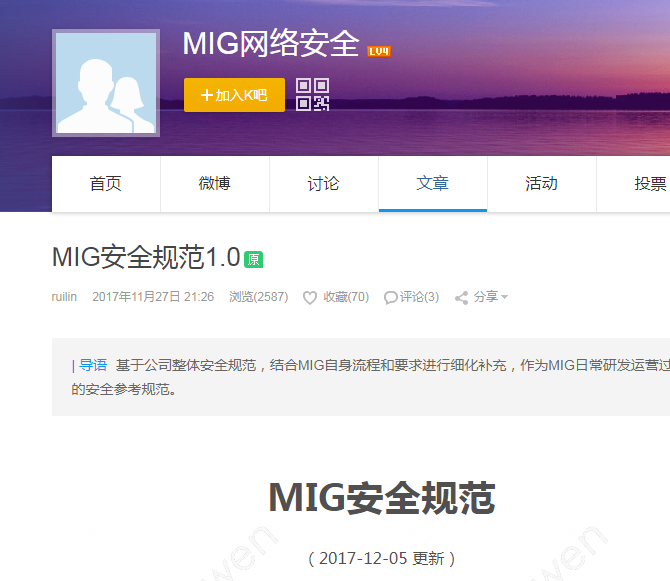 MIG网络安全 LV4
+加入K吧
首页 微博 讨论 文章 活动 投票
MIG安全规范1.0 原
ruilin 2017年11月27日 21:26 浏览(2587) 收藏(70) 评论(3) 分享
| 导语 基于公司整体安全规范，结合MIG自身流程和要求进行细化补充，作为MIG日常研发运营过
的安全参考规范。
MIG安全规范
（2017-12-05 更新）
wen wen